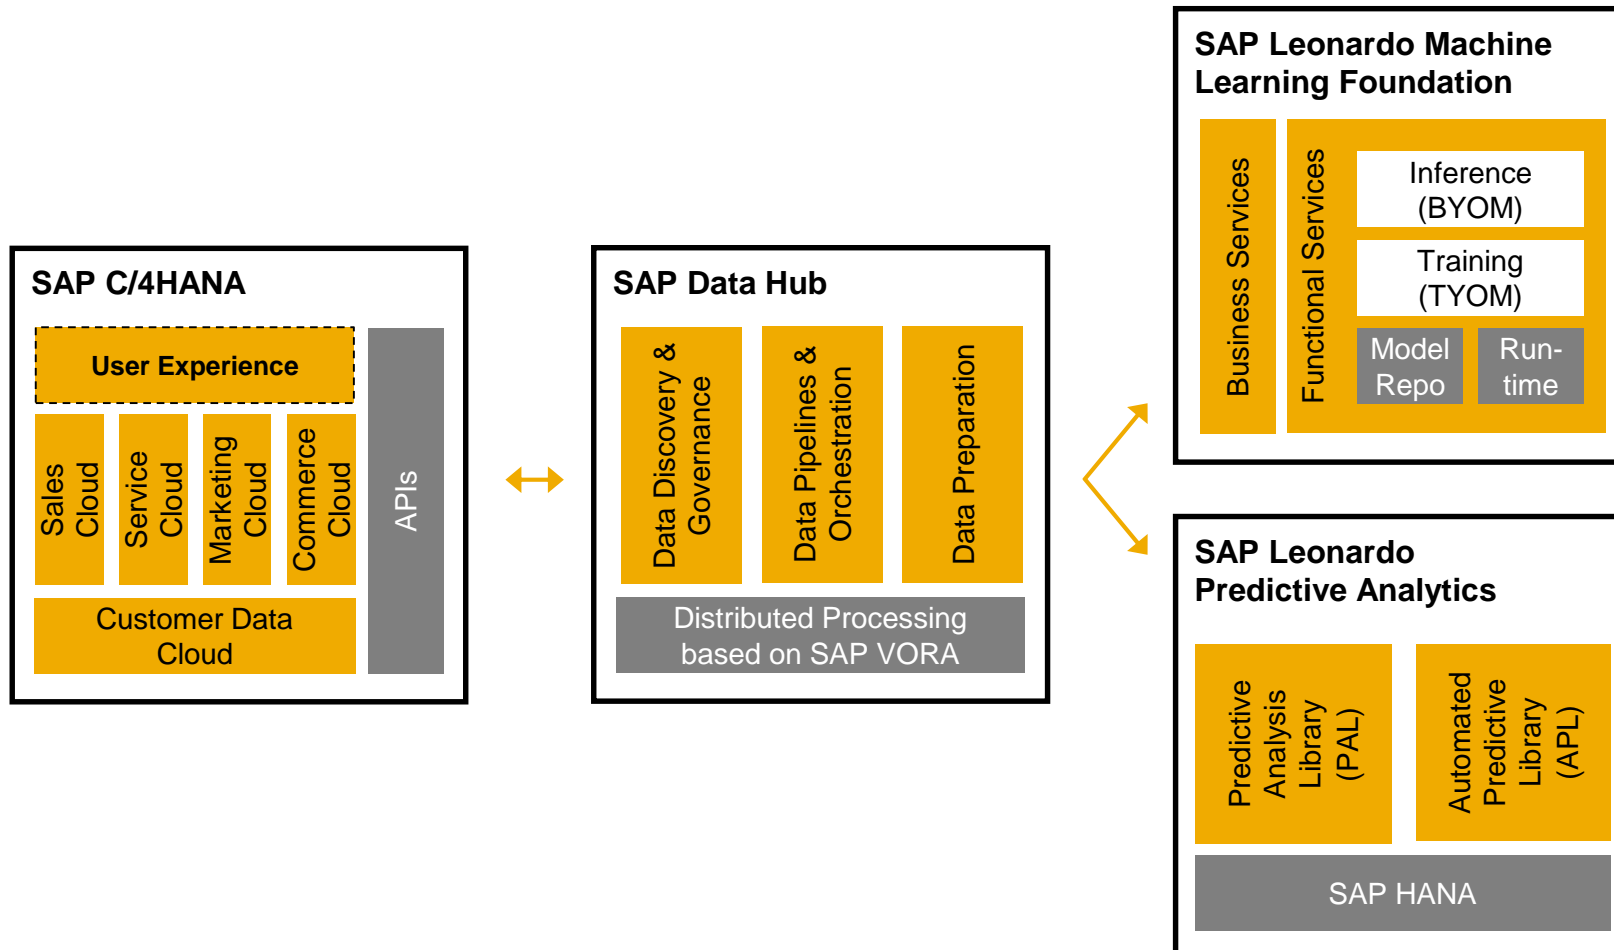 SAP C/4HANA
User Experience
Sales
Cloud
Service
Cloud
Marketing
Cloud
Commerce
Cloud
APIs
Customer Data
Cloud
SAP Data Hub
Data Discovery &
Governance
Data Pipelines &
Orchestration
Data Preparation
Distributed Processing
based on SAP VORA
SAP Leonardo Machine
Learning Foundation
Business Services
Functional Services
Inference
(BYOM)
Training
(TYOM)
Model
Repo
Run-
time
SAP Leonardo
Predictive Analytics
Predictive
Analysis
Library
(PAL)
Automated
Predictive
Library
(APL)
SAP HANA